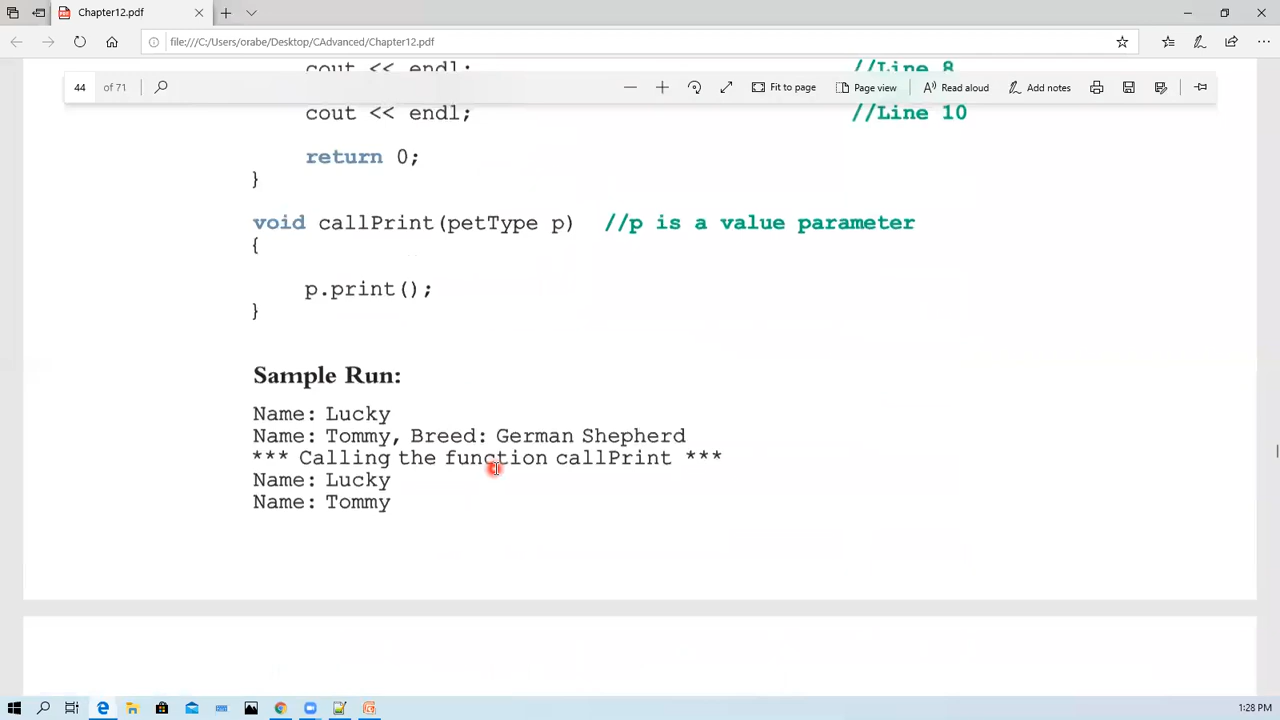 Chapter12.pdf
file:///C:/Users/orabe/Desktop/CAdvanced/Chapter12.pdf
cout << endl; //Line 8
44 of 71 Fit to page Page view Read aloud Add notes
cout << endl; //Line 10
return 0;
}
void callPrint(petType p) //p is a value parameter
{
p.print();
}
Sample Run:
Name: Lucky
Name: Tommy, Breed: German Shepherd
*** Calling the function callPrint ***
Name: Lucky
Name: Tommy
1:28 PM